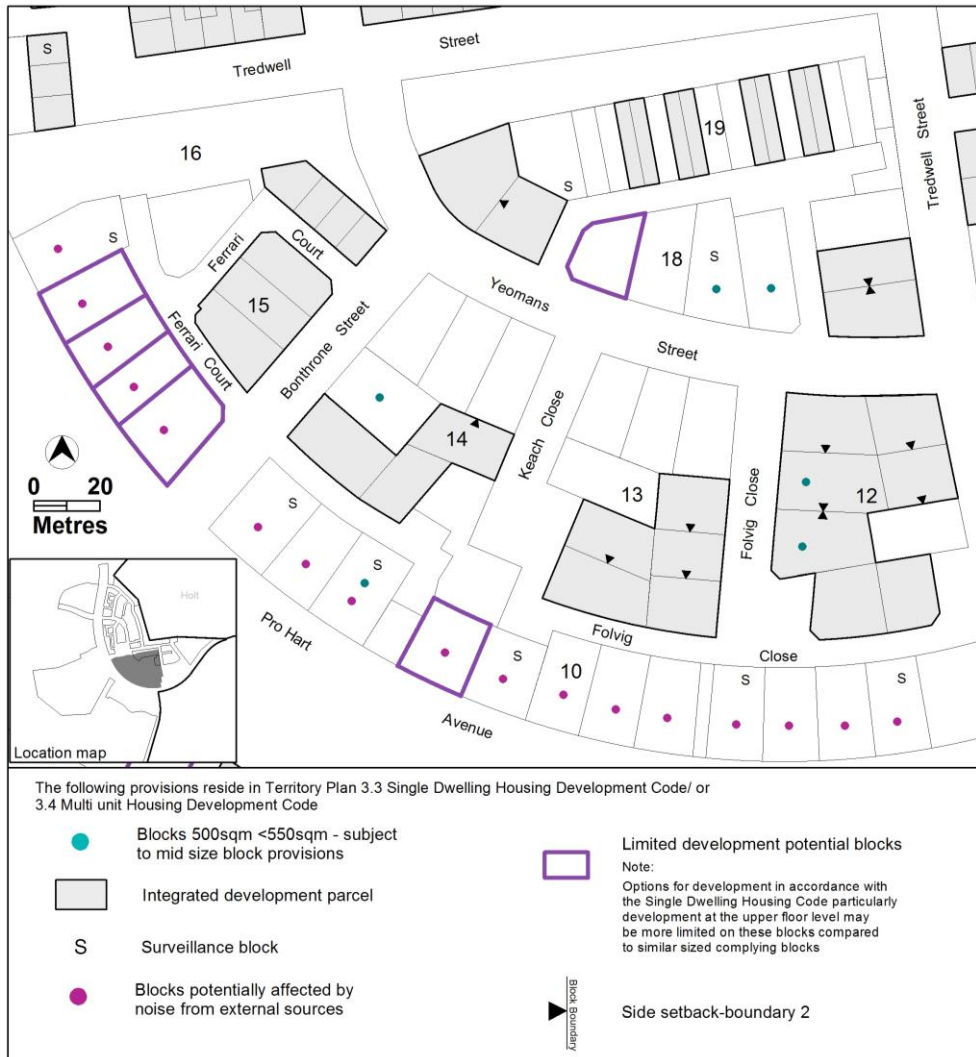 Street
Tredwell
S
16
19
Tredwell Street
S
S
Ferrari Court
18
S
Yeomans
15
Ferrari Court
Bonthrone Street
Street
14
Keach Close
13
Folvig Close
12
0 20
Metres
S
S
Pro Hart
Folvig
Close
S
10
S
S
Avenue
Holt
Location map
The following provisions reside in Territory Plan 3.3 Single Dwelling Housing Development Code/ or
3.4 Multi unit Housing Development Code
Blocks 500sqm <550sqm - subject
to mid size block provisions
Integrated development parcel
S Surveillance block
Blocks potentially affected by
noise from external sources
Limited development potential blocks
Note:
Options for development in accordance with
the Single Dwelling Housing Code particularly
development at the upper floor level may
be more limited on these blocks compared
to similar sized complying blocks
Block Boundary
Side setback-boundary 2